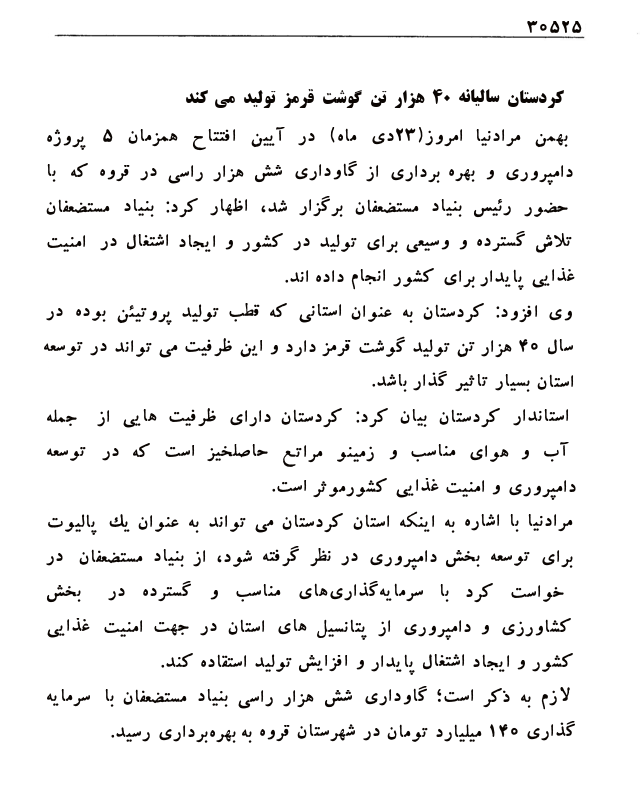 ۳۰۵۲۵
کردستان سالیانه ۴۰ هزار تن گوشت قرمز تولید می کند
بهمن مرادنیا امروز(۲۳دی ماه) در آیین افتتاح همزمان ۵ پروژه
دامپروری و بهره برداری از گاوداری شش هزار راسی در قروه که با
حضور رئیس بنیاد مستضعفان برگزار شد، اظهار کرد: بنیاد مستضعفان
تلاش گسترده و وسیعی برای تولید در کشور و ایجاد اشتغال در امنیت
غذایی پایدار برای کشور انجام داده اند.
وی افزود: کردستان به عنوان استانی که قطب تولید پروتیئن بوده در
سال ۴۰ هزار تن تولید گوشت قرمز دارد و این ظرفیت می تواند در توسعه
استان بسیار تاثیر گذار باشد.
استاندار کردستان بیان کرد: کردستان دارای ظرفیت هایی از جمله
آب و هوای مناسب و زمینو مراتع حاصلخیز است که در توسعه
دامپروری و امنیت غذایی کشورموثر است.
مرادنیا با اشاره به اینکه استان کردستان می تواند به عنوان یك پالیوت
برای توسعه بخش دامپروری در نظر گرفته شود، از بنیاد مستضعفان در
خواست کرد با سرمایه‌گذاری‌های مناسب و گسترده در بخش
کشاورزی و دامپروری از پتانسیل های استان در جهت امنیت غذایی
کشور و ایجاد اشتغال پایدار و افزایش تولید استفاده کند.
لازم به ذکر است؛ گاوداری شش هزار راسی بنیاد مستضعفان با سرمایه
گذاری ۱۴۰ میلیارد تومان در شهرستان قروه به بهره‌برداری رسید.